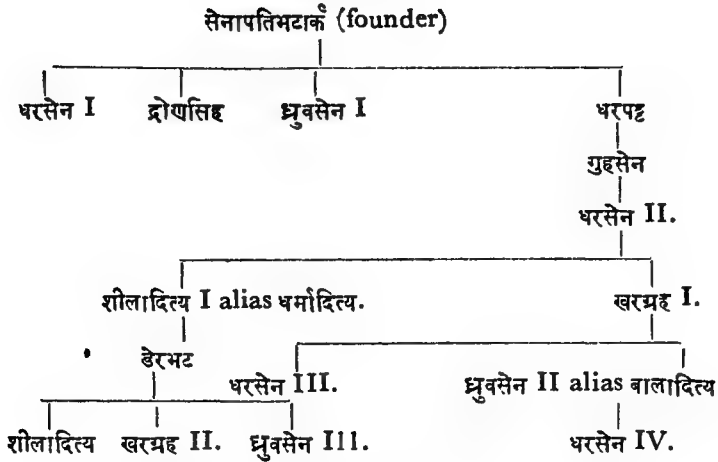 सेनापतिभटार्क (founder)
धरसेन I द्रोणसिंह ध्रुवसेन I धरपट्ट
गुहसेन
धरसेन II.
शीलादित्य I alias धर्मादित्य. खरग्रह I.
डेरभट
धरसेन III. ध्रुवसेन II alias बालादित्य
शीलादित्य खरग्रह II. ध्रुवसेन III. धरसेन IV.